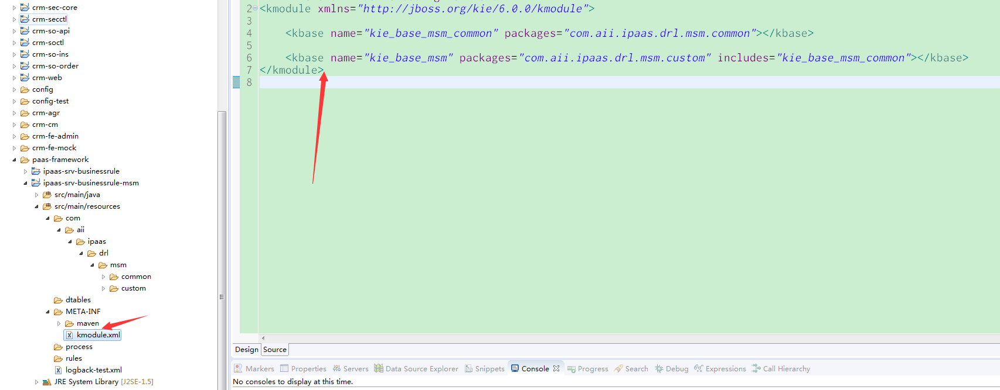 crm-sec-core
crm-secctl
crm-so-api
crm-soctl
crm-so-ins
crm-so-order
crm-web
config
config-test
crm-agr
crm-cm
crm-fe-admin
crm-fe-mock
paas-framework
ipaas-srv-businessrule
ipaas-srv-businessrule-msm
src/main/java
src/main/resources
com
aii
ipaas
drl
msm
common
custom
dtables
META-INF
maven
kmodule.xml
process
rules
logback-test.xml
JRE System Library [J2SE-1.5]
2 <kmodule xmlns="http://jboss.org/kie/6.0.0/kmodule">
3
4 <kbase name="kie_base_msm_common" packages="com.aii.ipaas.drl.msm.common"></kbase>
5
6 <kbase name="kie_base_msm" packages="com.aii.ipaas.drl.msm.custom" includes="kie_base_msm_common"></kbase>
7 </kmodule>
8
Design Source
Markers Properties Servers Data Source Explorer Snippets Console Progress Search Debug Expressions Call Hierarchy
No consoles to display at this time.